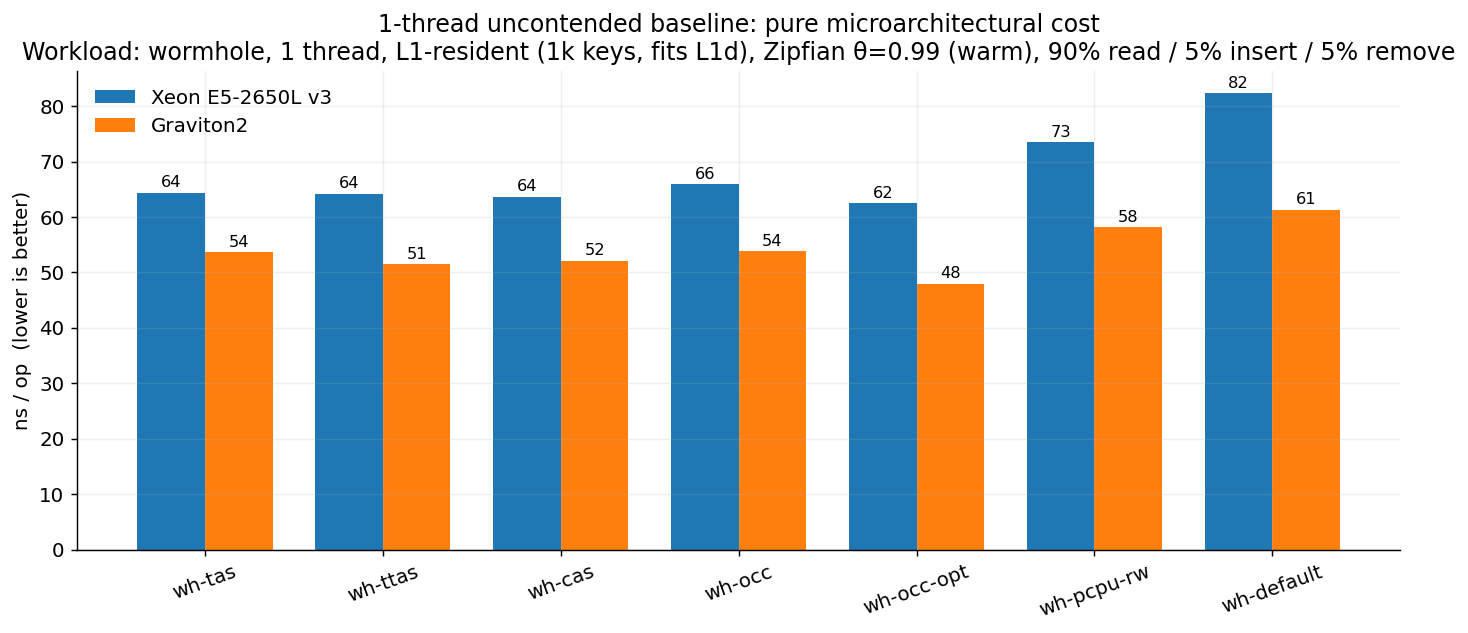 1-thread uncontended baseline: pure microarchitectural cost
Workload: wormhole, 1 thread, L1-resident (1k keys, fits L1d), Zipfian θ=0.99 (warm), 90% read / 5% insert / 5% remove
Xeon E5-2650L v3
Graviton2
ns / op  (lower is better)
80
70
60
50
40
30
20
10
0
64
54
64
51
64
52
66
54
62
48
73
58
82
61
wh-tas
wh-ttas
wh-cas
wh-occ
wh-occ-opt
wh-pcpu-rw
wh-default